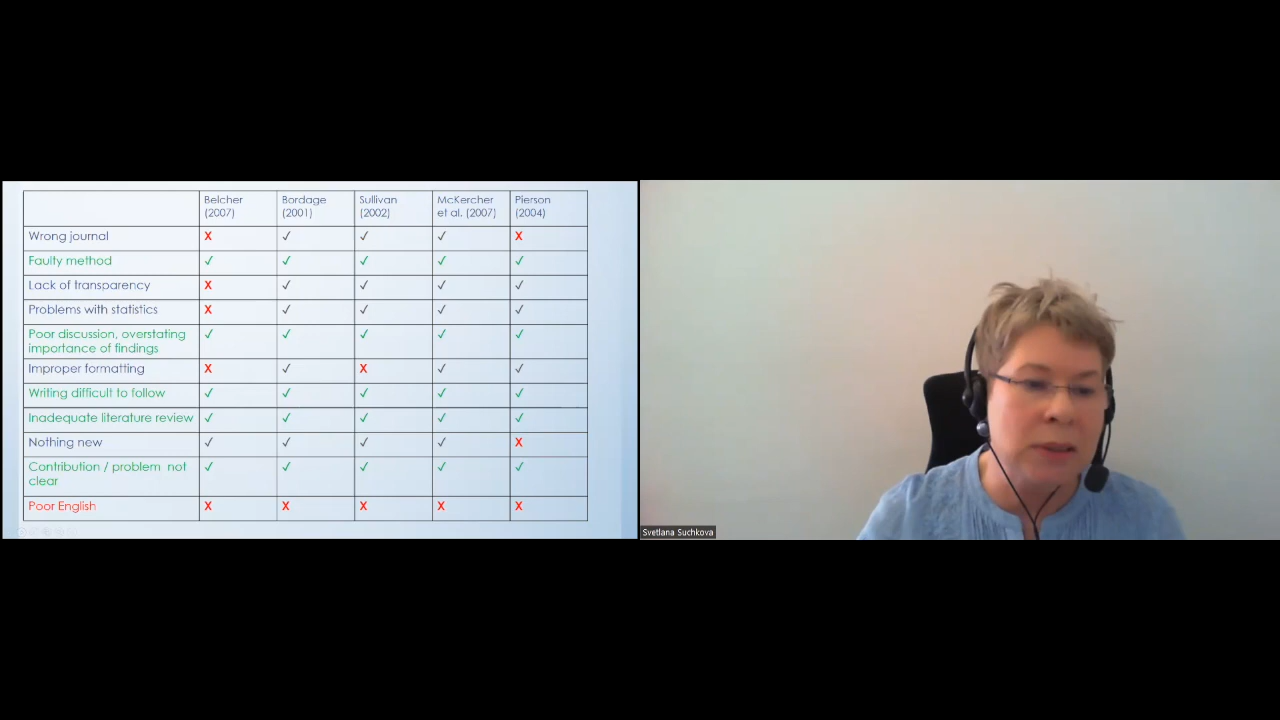 Belcher (2007) Bordage (2001) Sullivan (2002) McKercher et al. (2007) Pierson (2004)
Wrong journal X ✓ ✓ ✓ X
Faulty method ✓ ✓ ✓ ✓ ✓
Lack of transparency X ✓ ✓ ✓ ✓
Problems with statistics X ✓ ✓ ✓ ✓
Poor discussion, overstating importance of findings ✓ ✓ ✓ ✓ ✓
Improper formatting X ✓ X ✓ ✓
Writing difficult to follow ✓ ✓ ✓ ✓ ✓
Inadequate literature review ✓ ✓ ✓ ✓ ✓
Nothing new ✓ ✓ ✓ ✓ X
Contribution / problem not clear ✓ ✓ ✓ ✓ ✓
Poor English X X X X X
Svetlana Suchkova